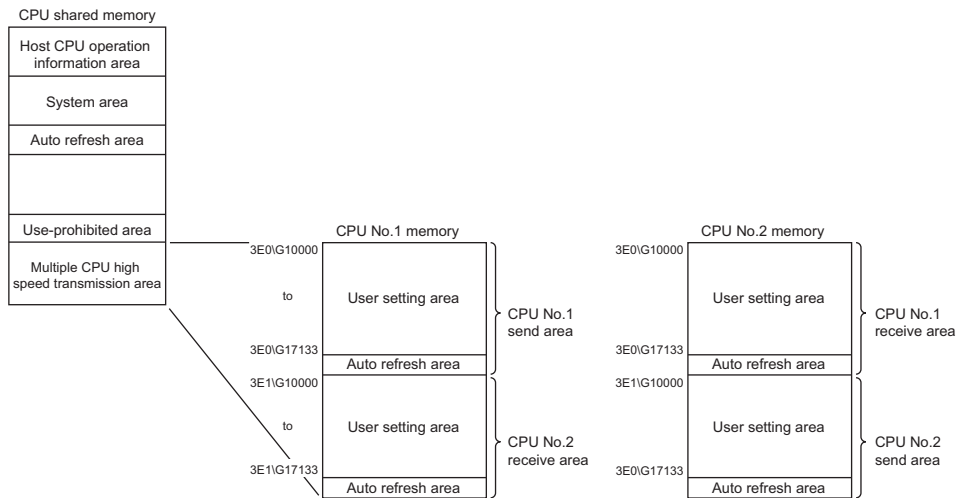 CPU shared memory
Host CPU operation
information area
System area
Auto refresh area
Use-prohibited area
Multiple CPU high
speed transmission area
CPU No.1 memory
3E0\G10000
to
User setting area
3E0\G17133
Auto refresh area
CPU No.1
send area
3E1\G10000
to
User setting area
3E1\G17133
Auto refresh area
CPU No.2
receive area
CPU No.2 memory
3E0\G10000
User setting area
3E0\G17133
Auto refresh area
CPU No.1
receive area
3E1\G10000
User setting area
3E0\G17133
Auto refresh area
CPU No.2
send area